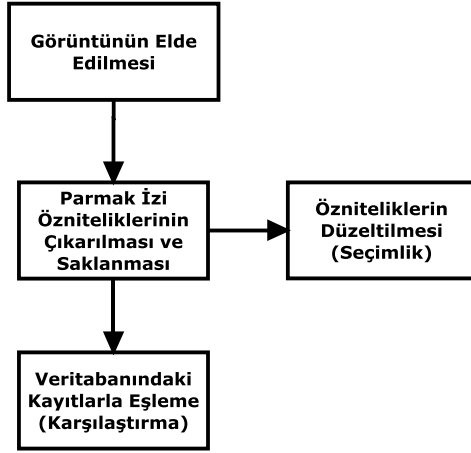 Görüntünün Elde
Edilmesi
Parmak İzi
Özniteliklerinin
Çıkarılması ve
Saklanması
Özniteliklerin
Düzeltilmesi
(Seçimlik)
Veritabanındaki
Kayıtlarla Eşleme
(Karşılaştırma)